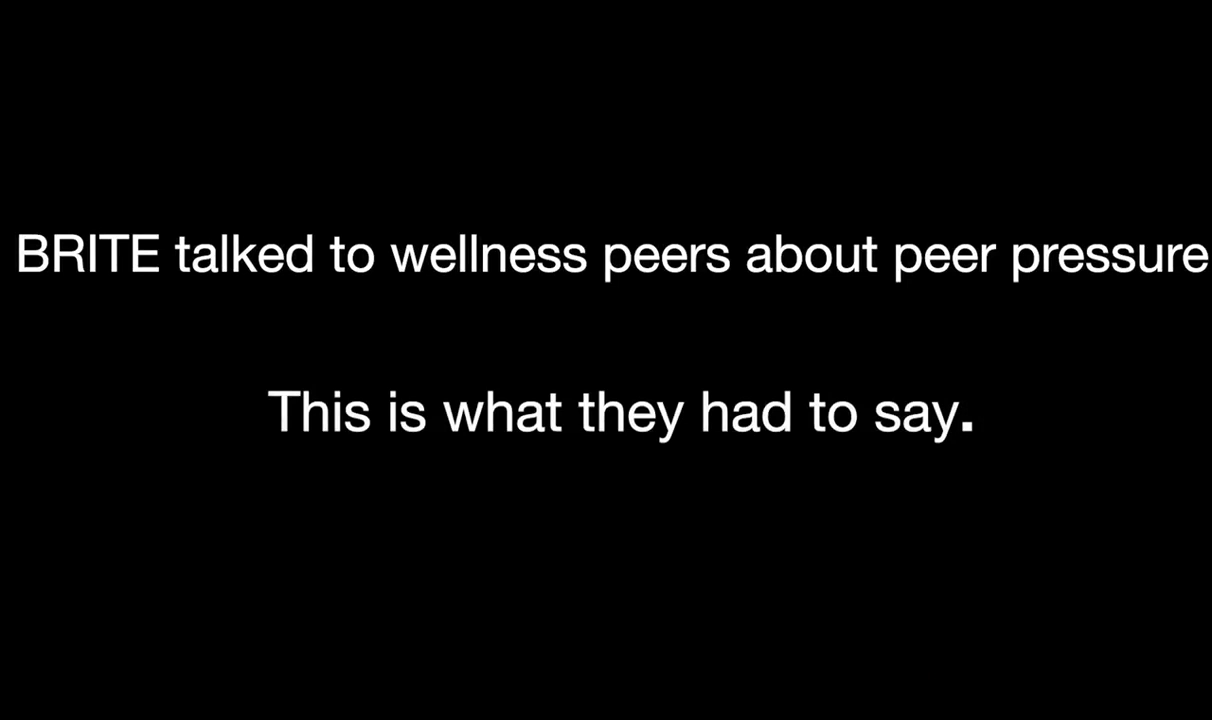 BRITE talked to wellness peers about peer pressure
This is what they had to say.